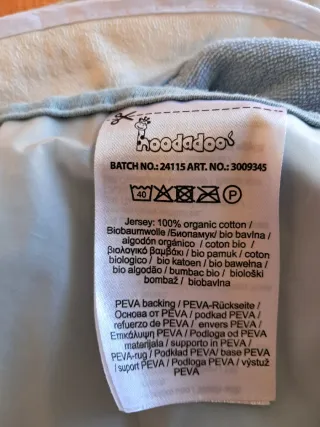 hoodadoo
BATCH NO.: 24115 ART. NO.: 3009345
40 P
Jersey: 100% organic cotton /
Biobaumwolle /Биопамук/ bio bavlna /
algodón orgánico / coton bio /
βιολογικό βαμβάκι / bio pamuk / coton
biologico / bio katoen / bio bawełna /
bio algodão / bumbac bio / biološki
bombaž / biobavlna
PEVA backing / PEVA-Rückseite /
Основа от PEVA / podkad PEVA /
refuerzo de PEVA / envers PEVA /
Επικάλυψη PEVA / Podloga od PEVA
matarijala / supporto in PEVA /
PEVA-rug / Podkład PEVA/ base PEVA
/ suport PEVA / Podloga PEVA / výstuž
PEVA